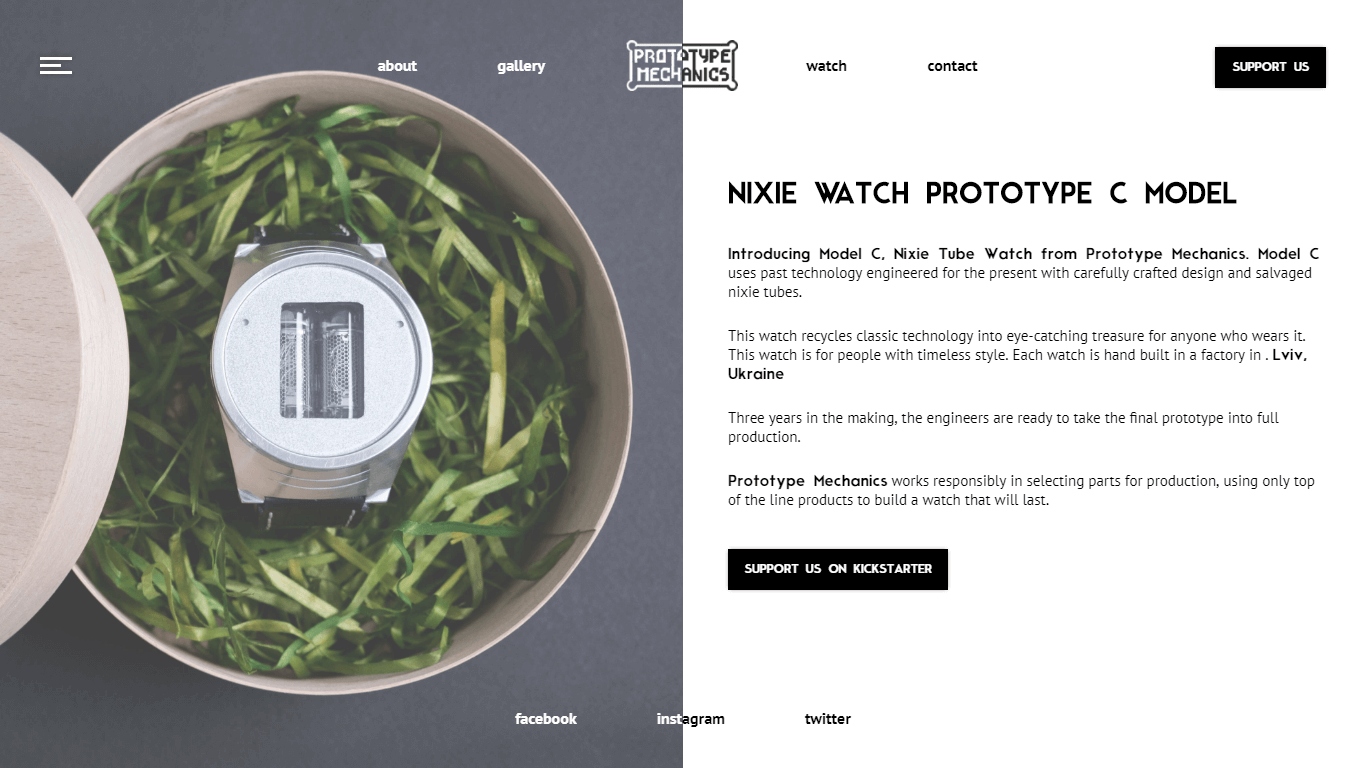 about
gallery
PROTOTYPE
MECHANICS
watch
contact
SUPPORT US
NIXIE WATCH PROTOTYPE C MODEL
Introducing Model C, Nixie Tube Watch from Prototype Mechanics. Model C
uses past technology engineered for the present with carefully crafted design and salvaged
nixie tubes.
This watch recycles classic technology into eye-catching treasure for anyone who wears it.
This watch is for people with timeless style. Each watch is hand built in a factory in . Lviv,
Ukraine
Three years in the making, the engineers are ready to take the final prototype into full
production.
Prototype Mechanics works responsibly in selecting parts for production, using only top
of the line products to build a watch that will last.
SUPPORT US ON KICKSTARTER
facebook
instagram
twitter